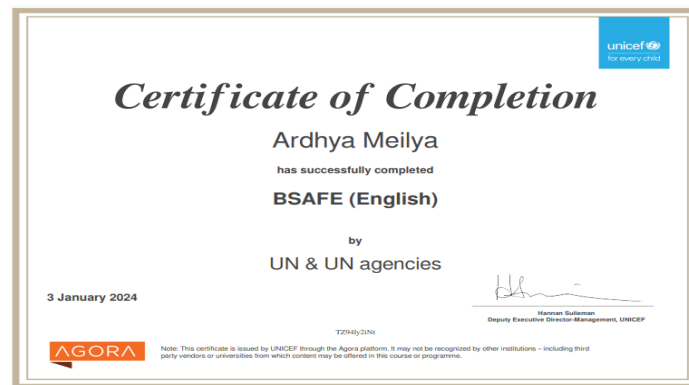 unicef
for every child
Certificate of Completion
Ardhya Meilya
has successfully completed
BSAFE (English)
by
UN & UN agencies
3 January 2024
Hannan Sulieman
Deputy Executive Director-Management, UNICEF
TZ94ly2iNt
AGORA
Note: This certificate is issued by UNICEF through the Agora platform. It may not be recognized by other institutions – including third
party vendors or universities from which content may be offered in this course or programme.